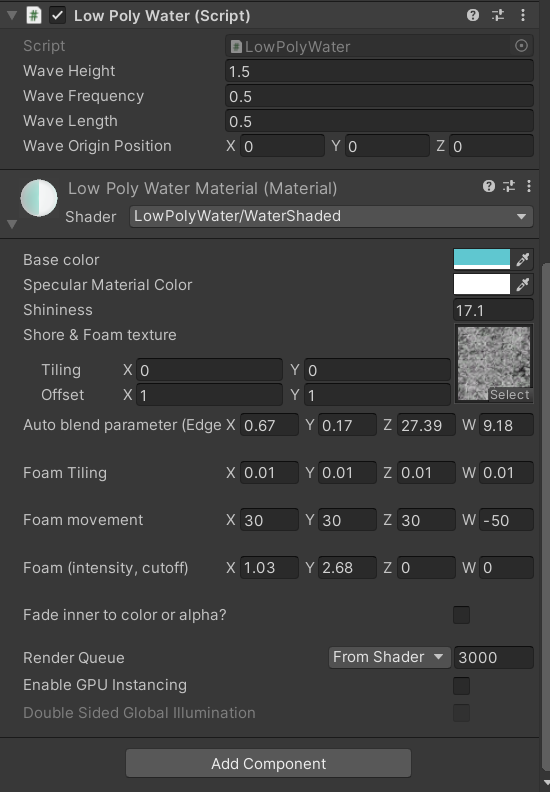 Low Poly Water (Script)
Script LowPolyWater
Wave Height 1.5
Wave Frequency 0.5
Wave Length 0.5
Wave Origin Position X 0 Y 0 Z 0
Low Poly Water Material (Material)
Shader LowPolyWater/WaterShaded
Base color
Specular Material Color
Shininess 17.1
Shore & Foam texture
Tiling X 0 Y 0
Offset X 1 Y 1
Select
Auto blend parameter (Edge X 0.67 Y 0.17 Z 27.39 W 9.18
Foam Tiling X 0.01 Y 0.01 Z 0.01 W 0.01
Foam movement X 30 Y 30 Z 30 W -50
Foam (intensity, cutoff) X 1.03 Y 2.68 Z 0 W 0
Fade inner to color or alpha?
Render Queue From Shader 3000
Enable GPU Instancing
Double Sided Global Illumination
Add Component